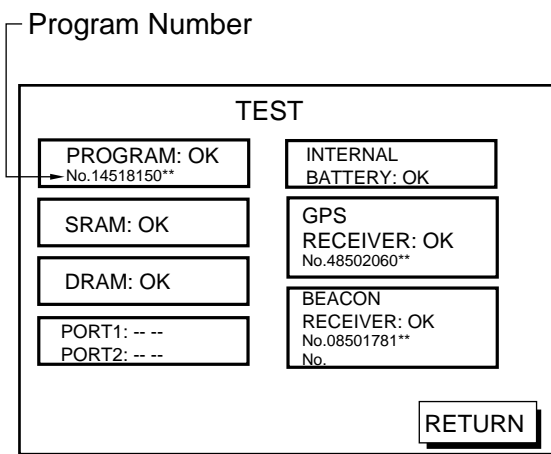 Program Number
TEST
PROGRAM: OK
No.14518150**
SRAM: OK
DRAM: OK
PORT1: -- --
PORT2: -- --
INTERNAL
BATTERY: OK
GPS
RECEIVER: OK
No.48502060**
BEACON
RECEIVER: OK
No.08501781**
No.
RETURN